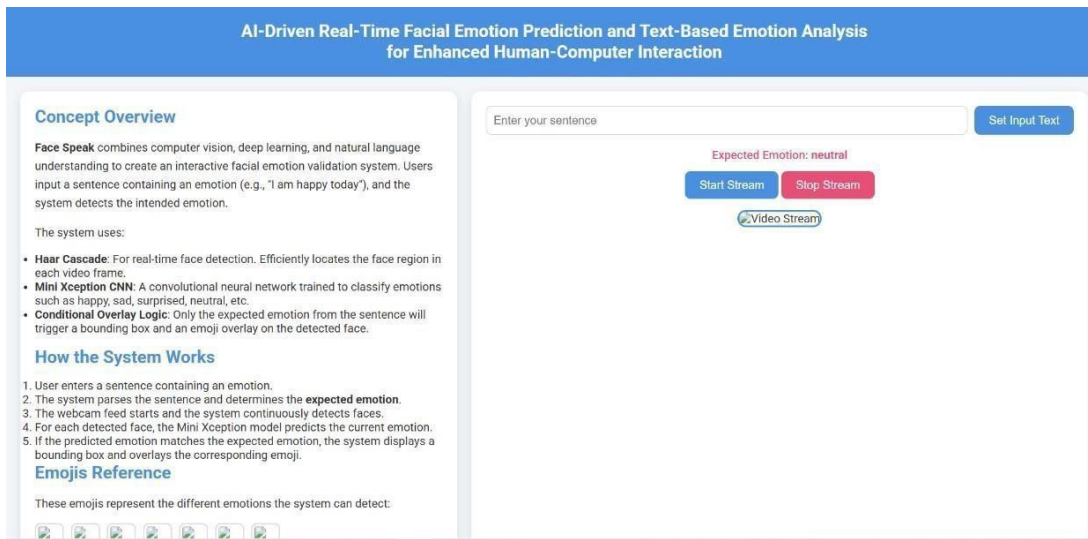 AI-Driven Real-Time Facial Emotion Prediction and Text-Based Emotion Analysis
for Enhanced Human-Computer Interaction
Concept Overview
Face Speak combines computer vision, deep learning, and natural language
understanding to create an interactive facial emotion validation system. Users
input a sentence containing an emotion (e.g., "I am happy today"), and the
system detects the intended emotion.
The system uses:
• Haar Cascade: For real-time face detection. Efficiently locates the face region in
each video frame.
• Mini Xception CNN: A convolutional neural network trained to classify emotions
such as happy, sad, surprised, neutral, etc.
• Conditional Overlay Logic: Only the expected emotion from the sentence will
trigger a bounding box and an emoji overlay on the detected face.
How the System Works
1. User enters a sentence containing an emotion.
2. The system parses the sentence and determines the expected emotion.
3. The webcam feed starts and the system continuously detects faces.
4. For each detected face, the Mini Xception model predicts the current emotion.
5. If the predicted emotion matches the expected emotion, the system displays a
bounding box and overlays the corresponding emoji.
Emojis Reference
These emojis represent the different emotions the system can detect:
Enter your sentence
Set Input Text
Expected Emotion: neutral
Start Stream
Stop Stream
Video Stream